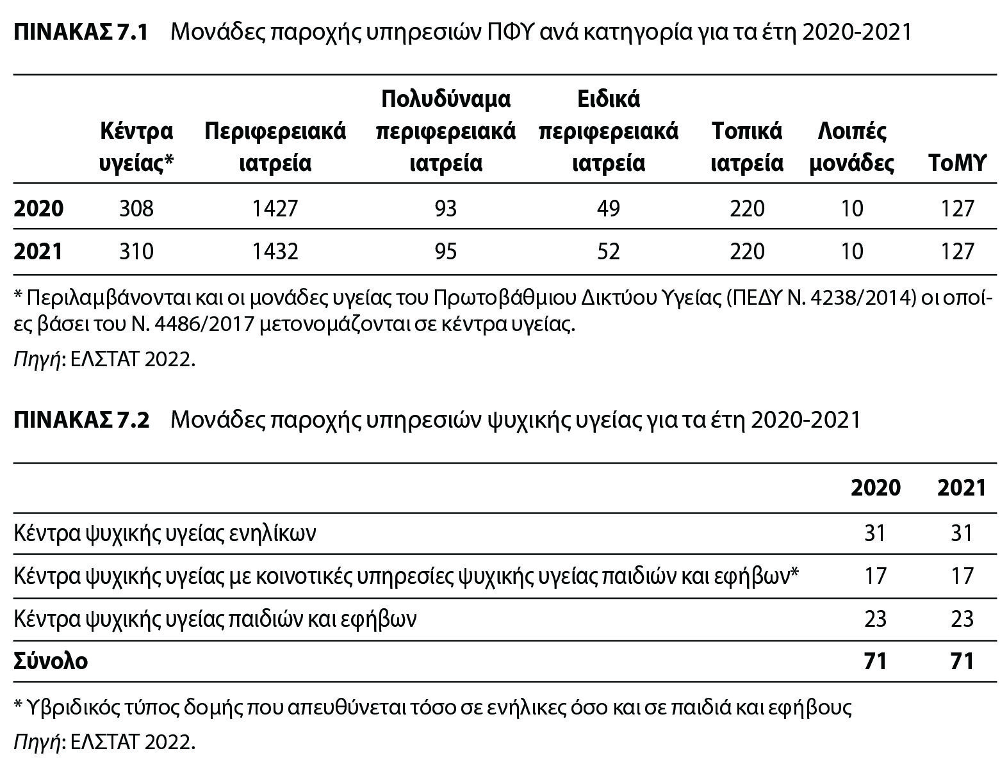 ΠΙΝΑΚΑΣ 7.1 Μονάδες παροχής υπηρεσιών ΠΦΥ ανά κατηγορία για τα έτη 2020-2021
Κέντρα υγείας* Περιφερειακά ιατρεία Πολυδύναμα περιφερειακά ιατρεία Ειδικά περιφερειακά ιατρεία Τοπικά ιατρεία Λοιπές μονάδες ΤοΜΥ
2020 308 1427 93 49 220 10 127
2021 310 1432 95 52 220 10 127
* Περιλαμβάνονται και οι μονάδες υγείας του Πρωτοβάθμιου Δικτύου Υγείας (ΠΕΔΥ Ν. 4238/2014) οι οποί-
ες βάσει του Ν. 4486/2017 μετονομάζονται σε κέντρα υγείας.
Πηγή: ΕΛΣΤΑΤ 2022.
ΠΙΝΑΚΑΣ 7.2 Μονάδες παροχής υπηρεσιών ψυχικής υγείας για τα έτη 2020-2021
2020 2021
Κέντρα ψυχικής υγείας ενηλίκων 31 31
Κέντρα ψυχικής υγείας με κοινοτικές υπηρεσίες ψυχικής υγείας παιδιών και εφήβων* 17 17
Κέντρα ψυχικής υγείας παιδιών και εφήβων 23 23
Σύνολο 71 71
* Υβριδικός τύπος δομής που απευθύνεται τόσο σε ενήλικες όσο και σε παιδιά και εφήβους
Πηγή: ΕΛΣΤΑΤ 2022.